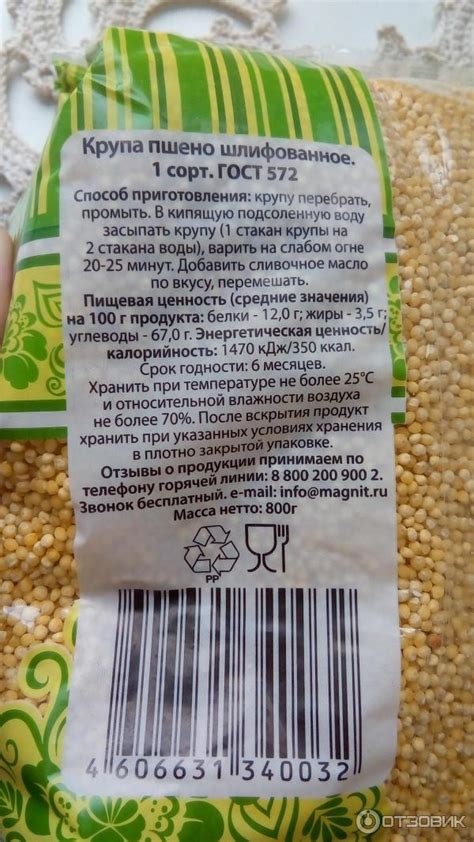 Крупа пшено шлифованное.
1 сорт. ГОСТ 572
Способ приготовления: крупу перебрать,
промыть. В кипящую подсоленную воду
засыпать крупу (1 стакан крупы на
2 стакана воды), варить на слабом огне
20-25 минут. Добавить сливочное масло
по вкусу, перемешать.
Пищевая ценность (средние значения)
на 100 г продукта: белки - 12,0 г; жиры - 3,5 г;
углеводы - 67,0 г. Энергетическая ценность/
калорийность: 1470 кДж/350 ккал.
Срок годности: 6 месяцев.
Хранить при температуре не более 25°С
и относительной влажности воздуха
не более 70%. После вскрытия продукт
хранить при указанных условиях хранения
в плотно закрытой упаковке.
Отзывы о продукции принимаем по
телефону горячей линии: 8 800 200 900 2.
Звонок бесплатный. e-mail: info@magnit.ru
Масса нетто: 800г
PP
4 606631 340032
ОТЗОВИК